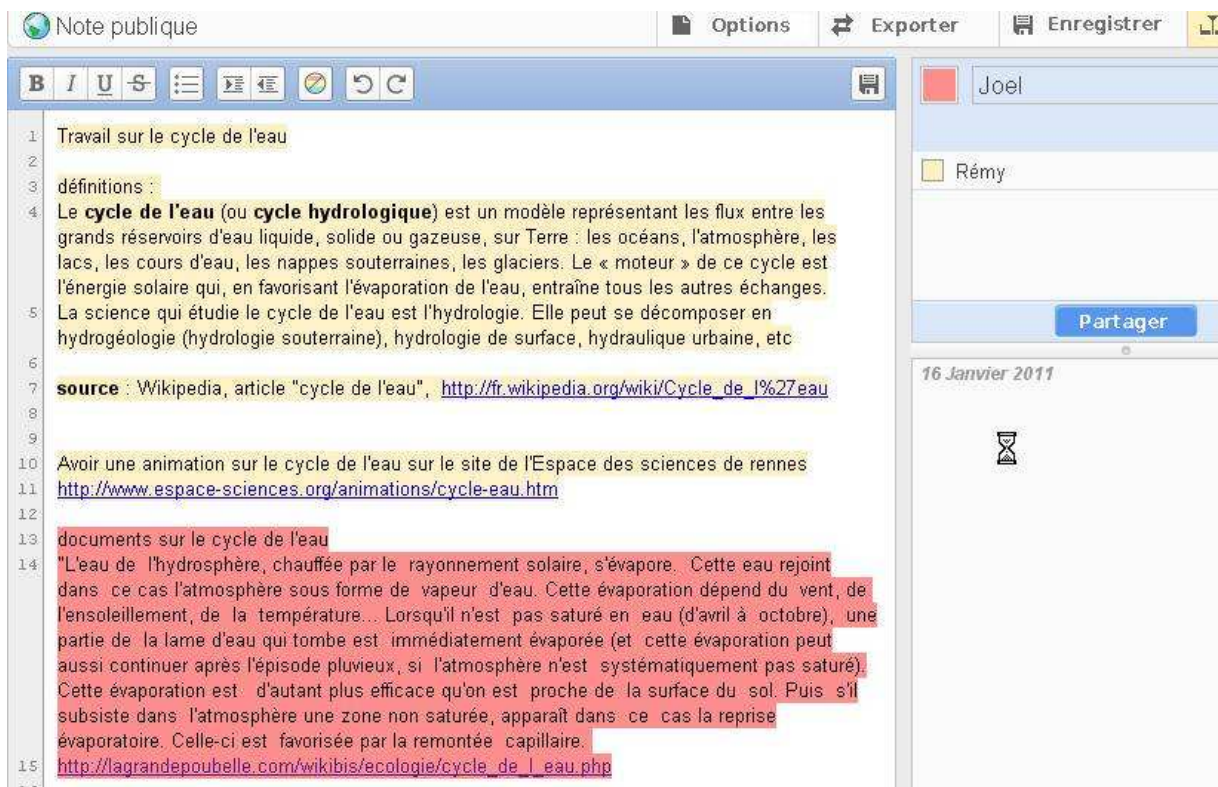 Note publique
Options
Exporter
Enregistrer
B I U S
Joel
Rémy
Partager
16 Janvier 2011
1 Travail sur le cycle de l'eau
2
3 définitions :
4 Le cycle de l'eau (ou cycle hydrologique) est un modèle représentant les flux entre les
grands réservoirs d'eau liquide, solide ou gazeuse, sur Terre : les océans, l'atmosphère, les
lacs, les cours d'eau, les nappes souterraines, les glaciers. Le « moteur » de ce cycle est
l'énergie solaire qui, en favorisant l'évaporation de l'eau, entraîne tous les autres échanges.
5 La science qui étudie le cycle de l'eau est l'hydrologie. Elle peut se décomposer en
hydrogéologie (hydrologie souterraine), hydrologie de surface, hydraulique urbaine, etc
6
7 source : Wikipedia, article "cycle de l'eau", http://fr.wikipedia.org/wiki/Cycle_de_l%27eau
8
9
10 Avoir une animation sur le cycle de l'eau sur le site de l'Espace des sciences de rennes
11 http://www.espace-sciences.org/animations/cycle-eau.htm
12
13 documents sur le cycle de l'eau
14 "L'eau de l'hydrosphère, chauffée par le rayonnement solaire, s'évapore. Cette eau rejoint
dans ce cas l'atmosphère sous forme de vapeur d'eau. Cette évaporation dépend du vent, de
l'ensoleillement, de la température... Lorsqu'il n'est pas saturé en eau (d'avril à octobre), une
partie de la lame d'eau qui tombe est immédiatement évaporée (et cette évaporation peut
aussi continuer après l'épisode pluvieux, si l'atmosphère n'est systématiquement pas saturé).
Cette évaporation est d'autant plus efficace qu'on est proche de la surface du sol. Puis s'il
subsiste dans l'atmosphère une zone non saturée, apparaît dans ce cas la reprise
évaporatoire. Celle-ci est favorisée par la remontée capillaire.
15 http://lagrandepoubelle.com/wikibis/ecologie/cycle_de_l_eau.php